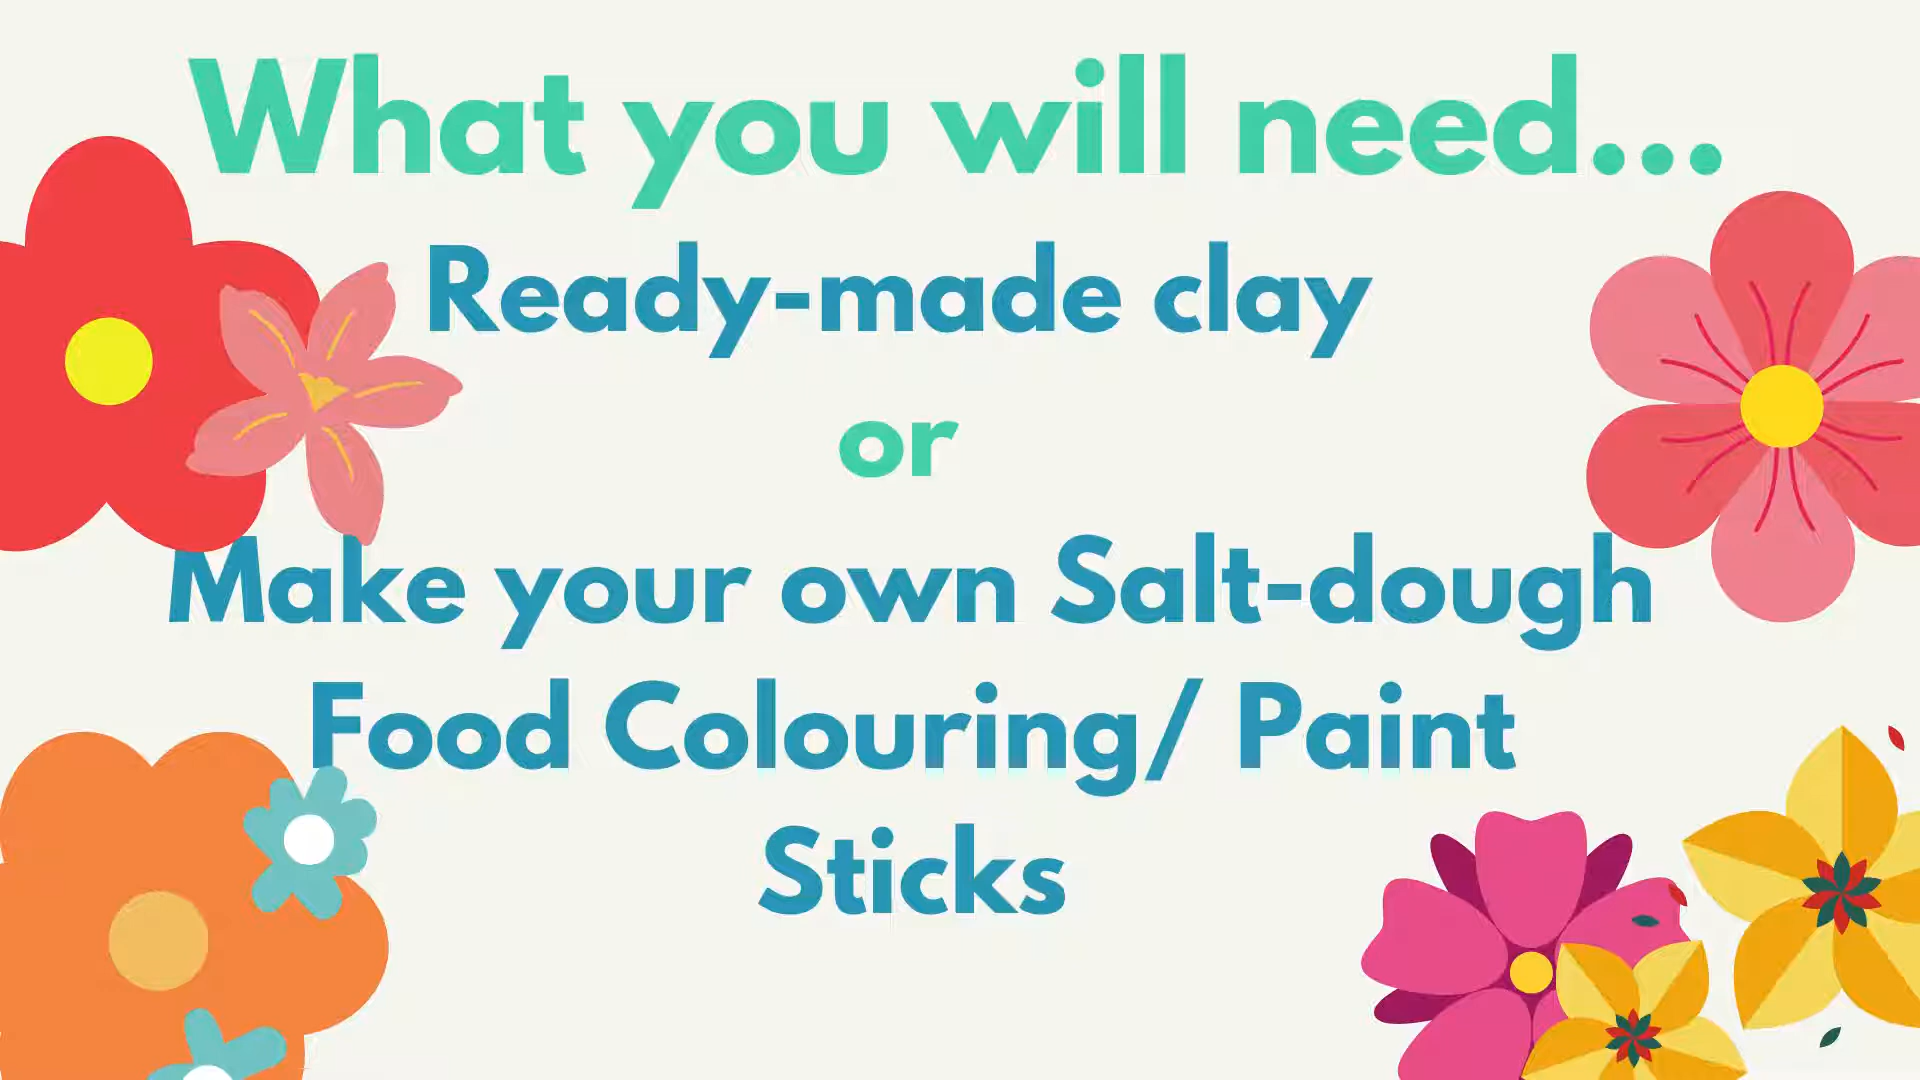 What you will need...
Ready-made clay
or
Make your own Salt-dough
Food Colouring/ Paint
Sticks